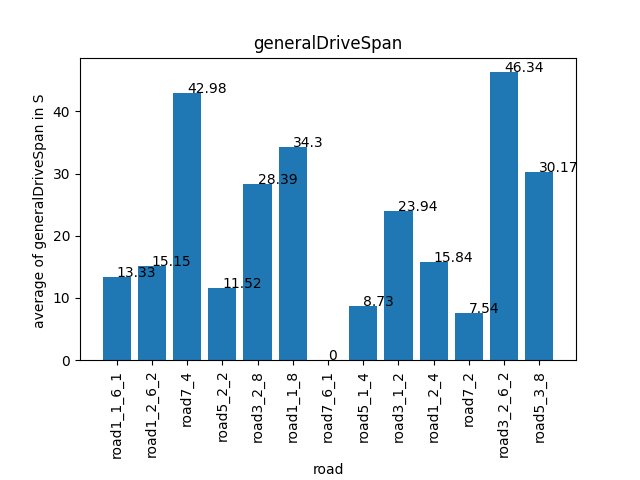 generalDriveSpan
average of generalDriveSpan in S
40
30
20
10
0
13.33
15.15
42.98
11.52
28.39
34.3
0
8.73
23.94
15.84
7.54
46.34
30.17
road1_1_6_1
road1_2_6_2
road7_4
road5_2_2
road3_2_8
road1_1_8
road7_6_1
road5_1_4
road3_1_2
road1_2_4
road7_2
road3_2_6_2
road5_3_8
road